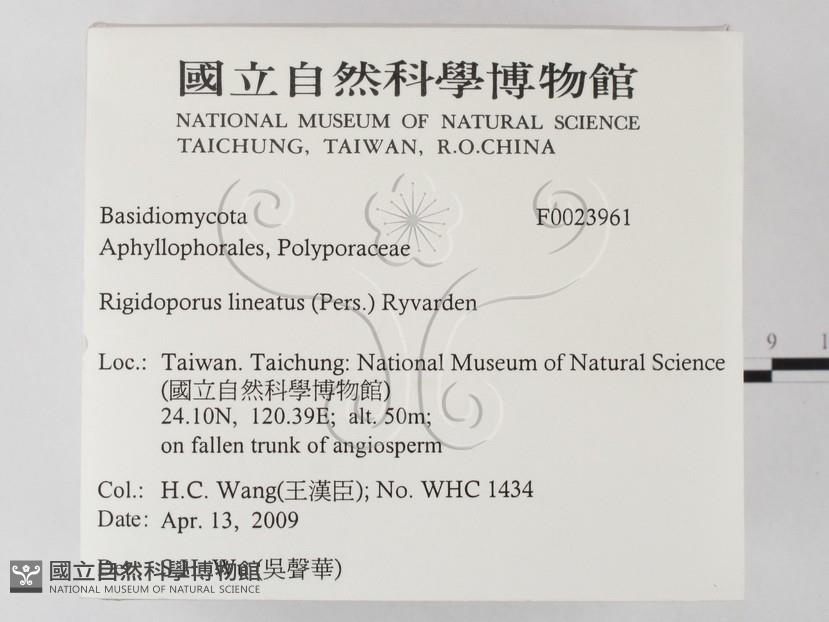 國立自然科學博物館
NATIONAL MUSEUM OF NATURAL SCIENCE
TAICHUNG, TAIWAN, R.O.CHINA
Basidiomycota F0023961
Aphyllophorales, Polyporaceae
Rigidoporus lineatus (Pers.) Ryvarden
Loc.: Taiwan. Taichung: National Museum of Natural Science
(國立自然科學博物館)
24.10N, 120.39E; alt. 50m;
on fallen trunk of angiosperm
Col.: H.C. Wang(王漢臣); No. WHC 1434
Date: Apr. 13, 2009
Det.: S.H. Wu (吳聲華)
國立自然科學博物館
NATIONAL MUSEUM OF NATURAL SCIENCE
9